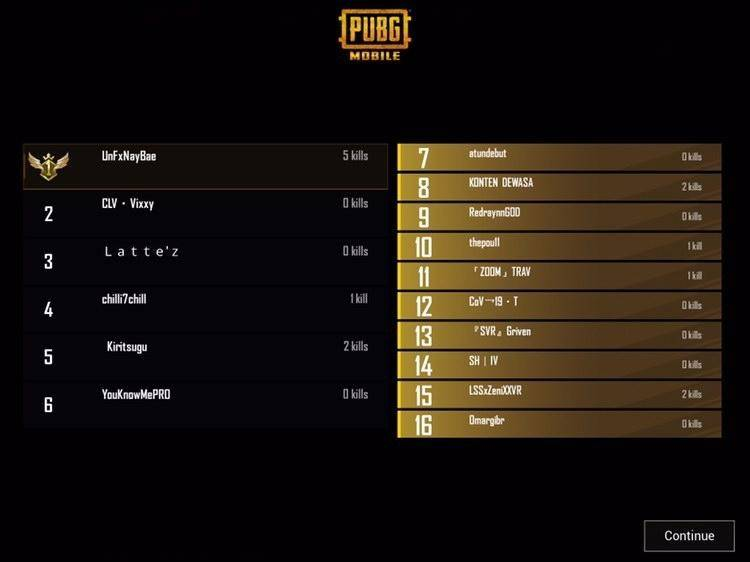 PUBG
MOBILE
1 UnFxNayBae 5 kills
2 CLV · Vixxy 0 kills
3 Latte'z 0 kills
4 chilli7chill 1 kill
5 Kiritsugu 2 kills
6 YouKnowMePRO 0 kills
7 atundebut 0 kills
8 KONTEN DEWASA 2 kills
9 RedraynnGOD 0 kills
10 thepou11 1 kill
11 「ZOOM」TRAV 1 kill
12 CoV→19 · T 0 kills
13 『SVR』Griven 0 kills
14 SH | IV 0 kills
15 LSSxZeniXXVR 2 kills
16 Omargibr 0 kills
Continue